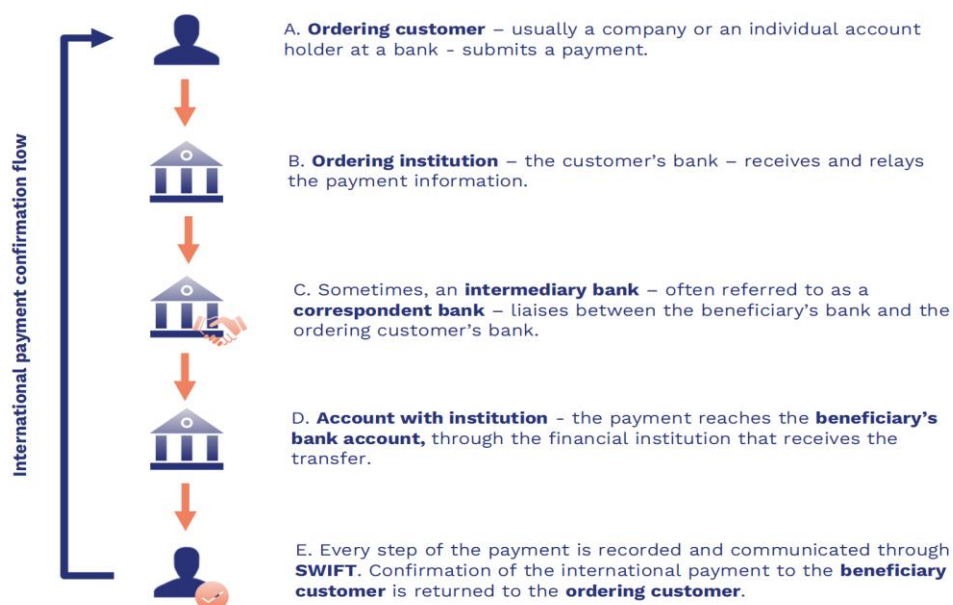 International payment confirmation flow
A. Ordering customer – usually a company or an individual account
holder at a bank - submits a payment.
B. Ordering institution – the customer’s bank – receives and relays
the payment information.
C. Sometimes, an intermediary bank – often referred to as a
correspondent bank – liaises between the beneficiary’s bank and the
ordering customer’s bank.
D. Account with institution - the payment reaches the beneficiary’s
bank account, through the financial institution that receives the
transfer.
E. Every step of the payment is recorded and communicated through
SWIFT. Confirmation of the international payment to the beneficiary
customer is returned to the ordering customer.